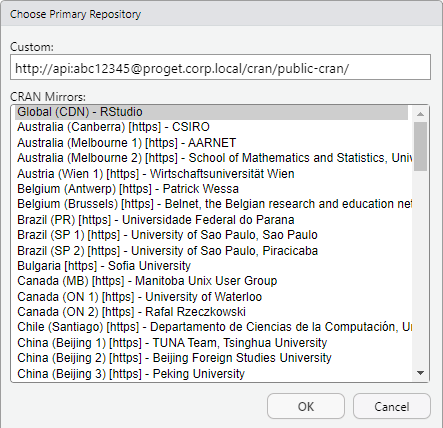 Choose Primary Repository
Custom:
http://api:abc12345@proget.corp.local/cran/public-cran/
CRAN Mirrors:
Global (CDN) - RStudio
Australia (Canberra) [https] - CSIRO
Australia (Melbourne 1) [https] - AARNET
Australia (Melbourne 2) [https] - School of Mathematics and Statistics, Univ
Austria (Wien 1) [https] - Wirtschaftsuniversität Wien
Belgium (Antwerp) [https] - Patrick Wessa
Belgium (Brussels) [https] - Belnet, the Belgian research and education net
Brazil (PR) [https] - Universidade Federal do Parana
Brazil (SP 1) [https] - University of Sao Paulo, Sao Paulo
Brazil (SP 2) [https] - University of Sao Paulo, Piracicaba
Bulgaria [https] - Sofia University
Canada (MB) [https] - Manitoba Unix User Group
Canada (ON 1) [https] - University of Waterloo
Canada (ON 2) [https] - Rafal Rzeczkowski
Chile (Santiago) [https] - Departamento de Ciencias de la Computación, U
China (Beijing 1) [https] - TUNA Team, Tsinghua University
China (Beijing 2) [https] - Beijing Foreign Studies University
China (Beijing 3) [https] - Peking University
OK
Cancel